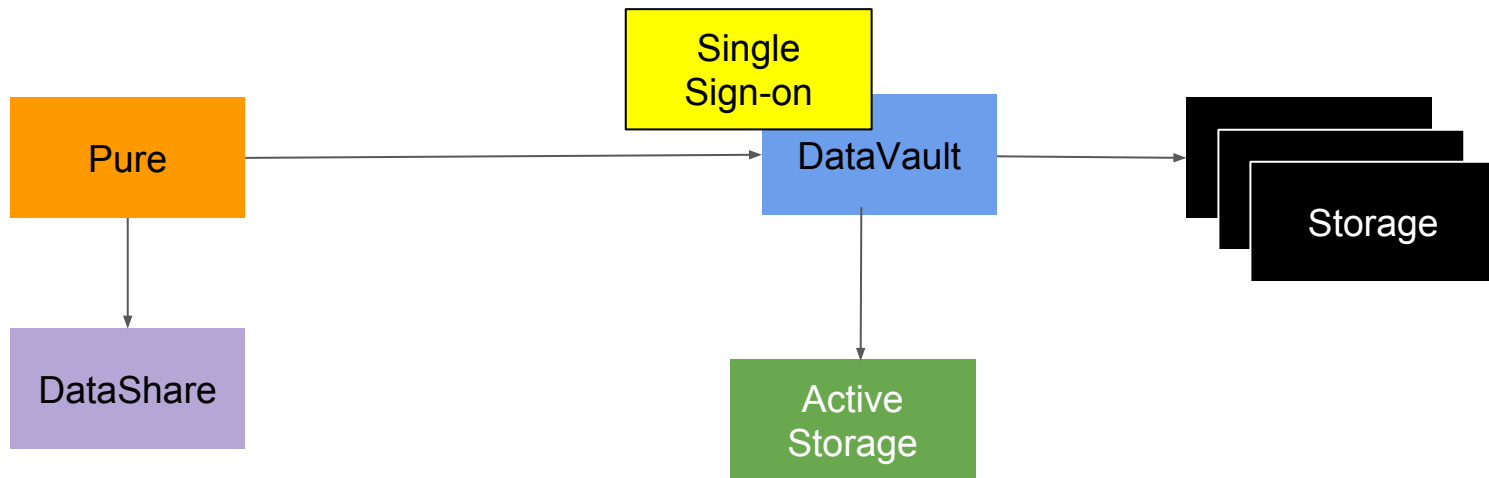 Single
Sign-on
Pure
DataVault
Storage
DataShare
Active
Storage